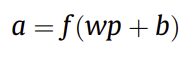 a = f(wp + b)